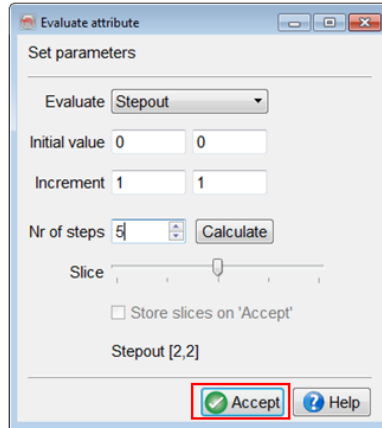 Evaluate attribute
Set parameters
Evaluate Stepout
Initial value 0 0
Increment 1 1
Nr of steps 5 Calculate
Slice
Store slices on 'Accept'
Stepout [2,2]
Accept Help